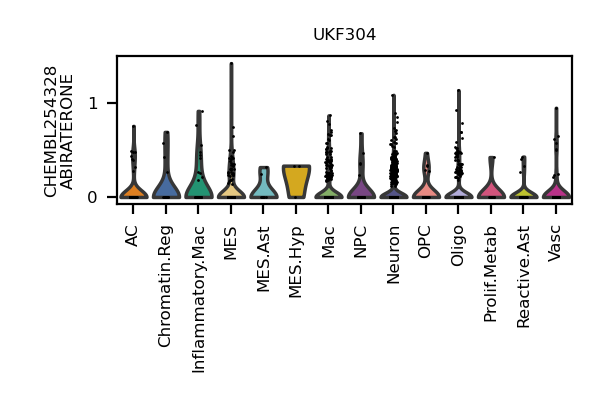 UKF304
CHEMBL254328
ABIRATERONE
1
0
AC
Chromatin.Reg
Inflammatory.Mac
MES
MES.Ast
MES.Hyp
Mac
NPC
Neuron
OPC
Oligo
Prolif.Metab
Reactive.Ast
Vasc